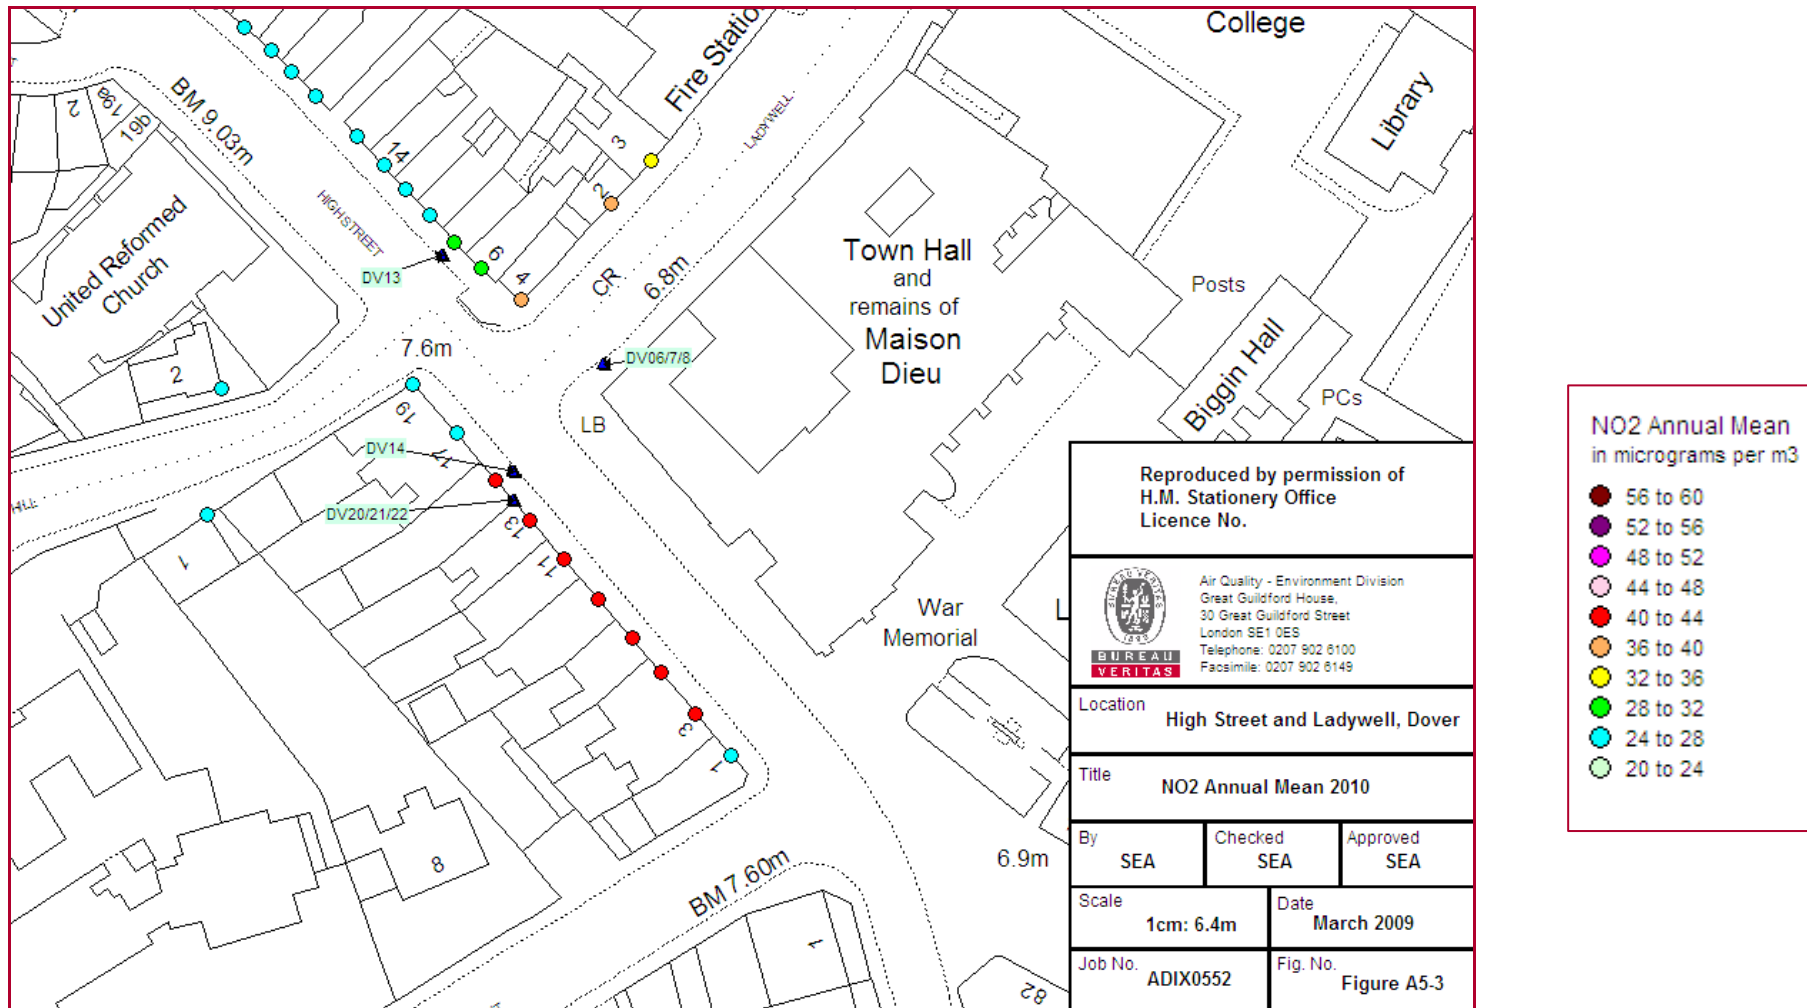 College
Fire Statio
Library
LADYWELL
BM 9.03m
2
19a
19b
14
3
2
HIGH STREET
United Reformed
Church
6
4
DV13
CR
6.8m
Town Hall
and
remains of
Maison
Dieu
Posts
Biggin Hall
PCs
7.6m
DV06/7/8
2
19
LB
DV14
17
DV20/21/22
13
HILL
11
1
War
Memorial
L
3
1
8
BM 7.60m
6.9m
1
82
Reproduced by permission of
H.M. Stationery Office
Licence No.
BUREAU VERITAS
1828
BUREAU
VERITAS
Air Quality - Environment Division
Great Guildford House,
30 Great Guildford Street
London SE1 0ES
Telephone: 0207 902 6100
Facsimile: 0207 902 6149
Location
High Street and Ladywell, Dover
Title
NO2 Annual Mean 2010
By
SEA
Checked
SEA
Approved
SEA
Scale
1cm: 6.4m
Date
March 2009
Job No.
ADIX0552
Fig. No.
Figure A5-3
NO2 Annual Mean
in micrograms per m3
56 to 60
52 to 56
48 to 52
44 to 48
40 to 44
36 to 40
32 to 36
28 to 32
24 to 28
20 to 24